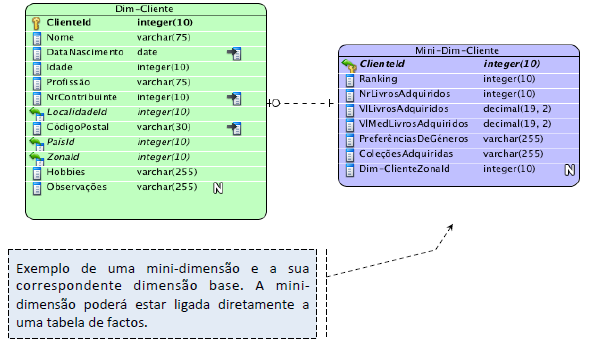 Dim-Cliente
ClienteId integer(10)
Nome varchar(75)
DataNascimento date
Idade integer(10)
Profissão varchar(75)
NrContribuinte integer(10)
LocalidadeId integer(10)
CódigoPostal varchar(30)
PaísId integer(10)
ZonaId integer(10)
Hobbies varchar(255)
Observações varchar(255) N
Mini-Dim-Cliente
ClienteId integer(10)
Ranking integer(10)
NrLivrosAdquiridos integer(10)
VlLivrosAdquiridos decimal(19, 2)
VlMedLivrosAdquiridos decimal(19, 2)
PreferênciasDeGéneros varchar(255)
ColeçõesAdquiridas varchar(255)
Dim-ClienteZonaId integer(10) N
Exemplo de uma mini-dimensão e a sua
correspondente dimensão base. A mini-
dimensão poderá estar ligada diretamente a
uma tabela de factos.